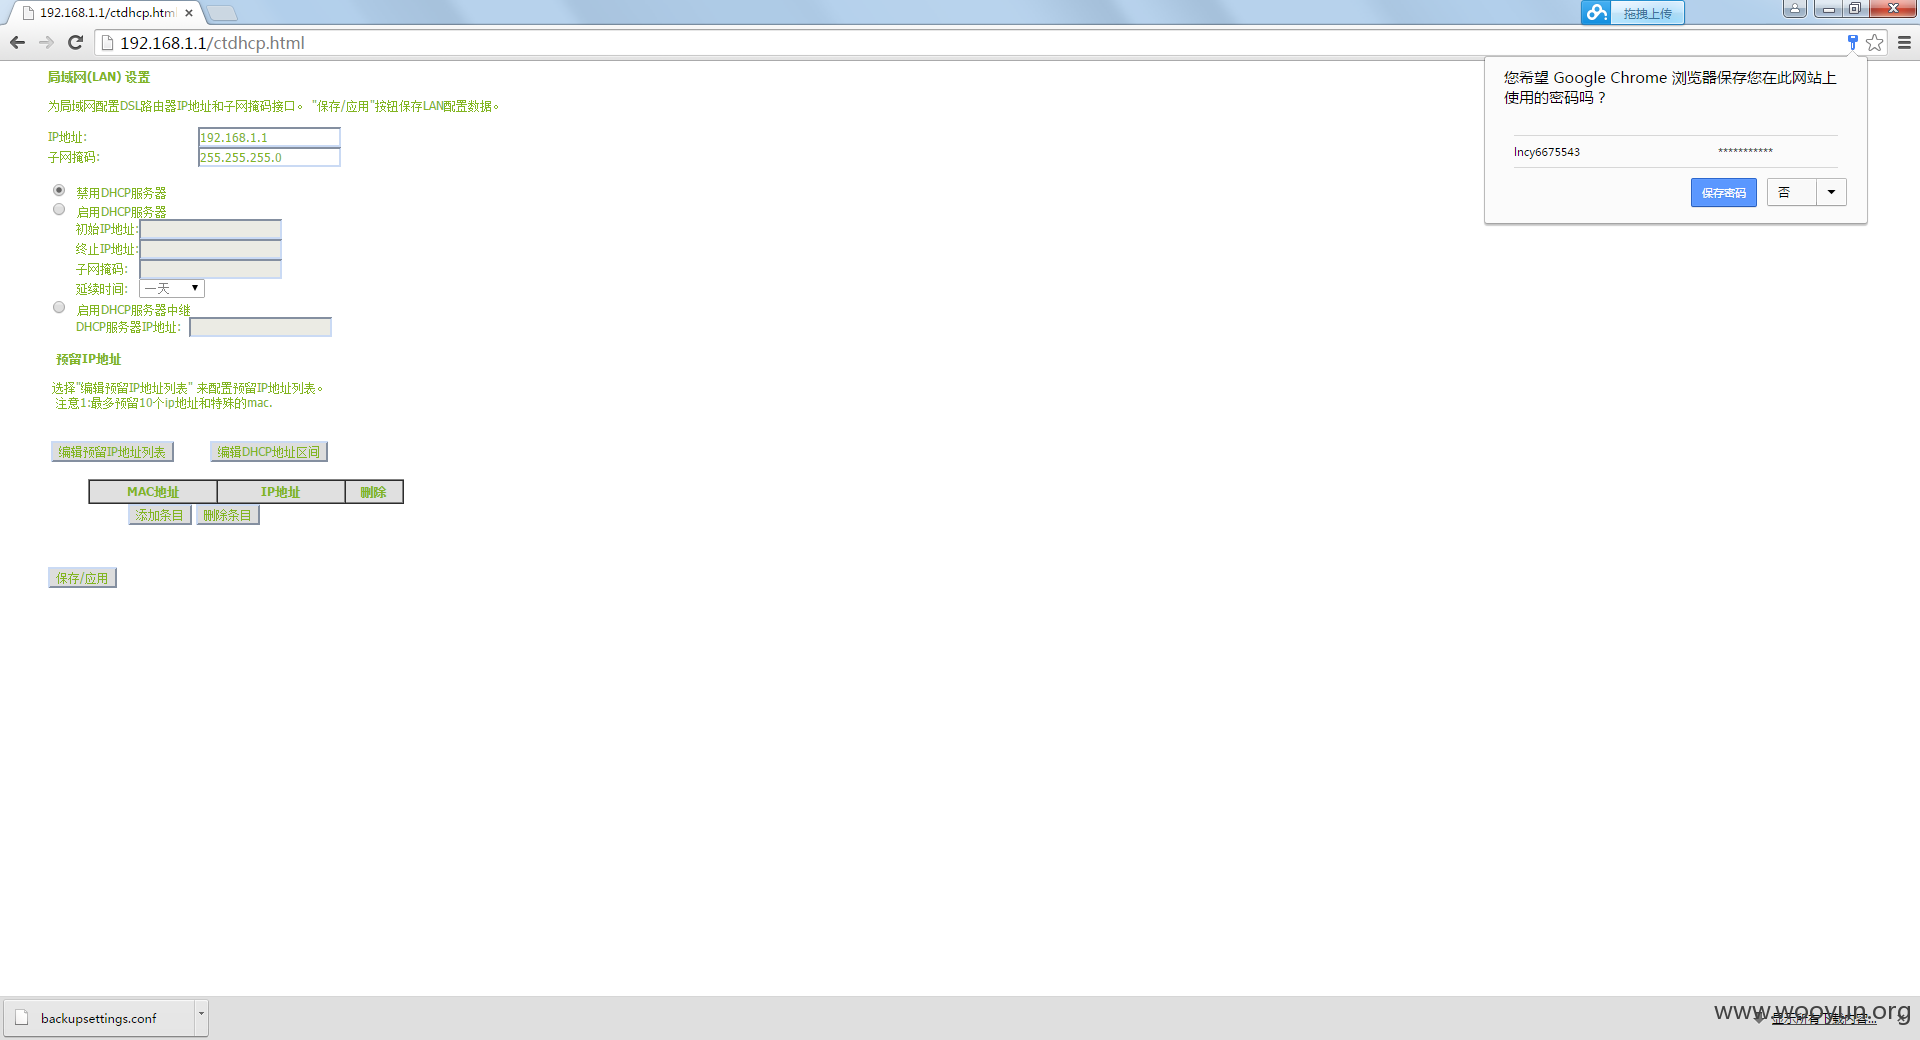 192.168.1.1/ctdhcp.html
拖拽上传
192.168.1.1/ctdhcp.html
您希望 Google Chrome 浏览器保存您在此网站上
使用的密码吗？
lncy6675543 ***********
保存密码 否
局域网(LAN) 设置
为局域网配置DSL路由器IP地址和子网掩码接口。 "保存/应用"按钮保存LAN配置数据。
IP地址: 192.168.1.1
子网掩码: 255.255.255.0
禁用DHCP服务器
启用DHCP服务器
初始IP地址:
终止IP地址:
子网掩码:
延续时间: 一天
启用DHCP服务器中继
DHCP服务器IP地址:
预留IP地址
选择"编辑预留IP地址列表" 来配置预留IP地址列表。
注意1:最多预留10个ip地址和特殊的mac.
编辑预留IP地址列表 编辑DHCP地址区间
MAC地址 IP地址 删除
添加条目 删除条目
保存/应用
backupsettings.conf
显示所有下载内容...
www.wooyun.org